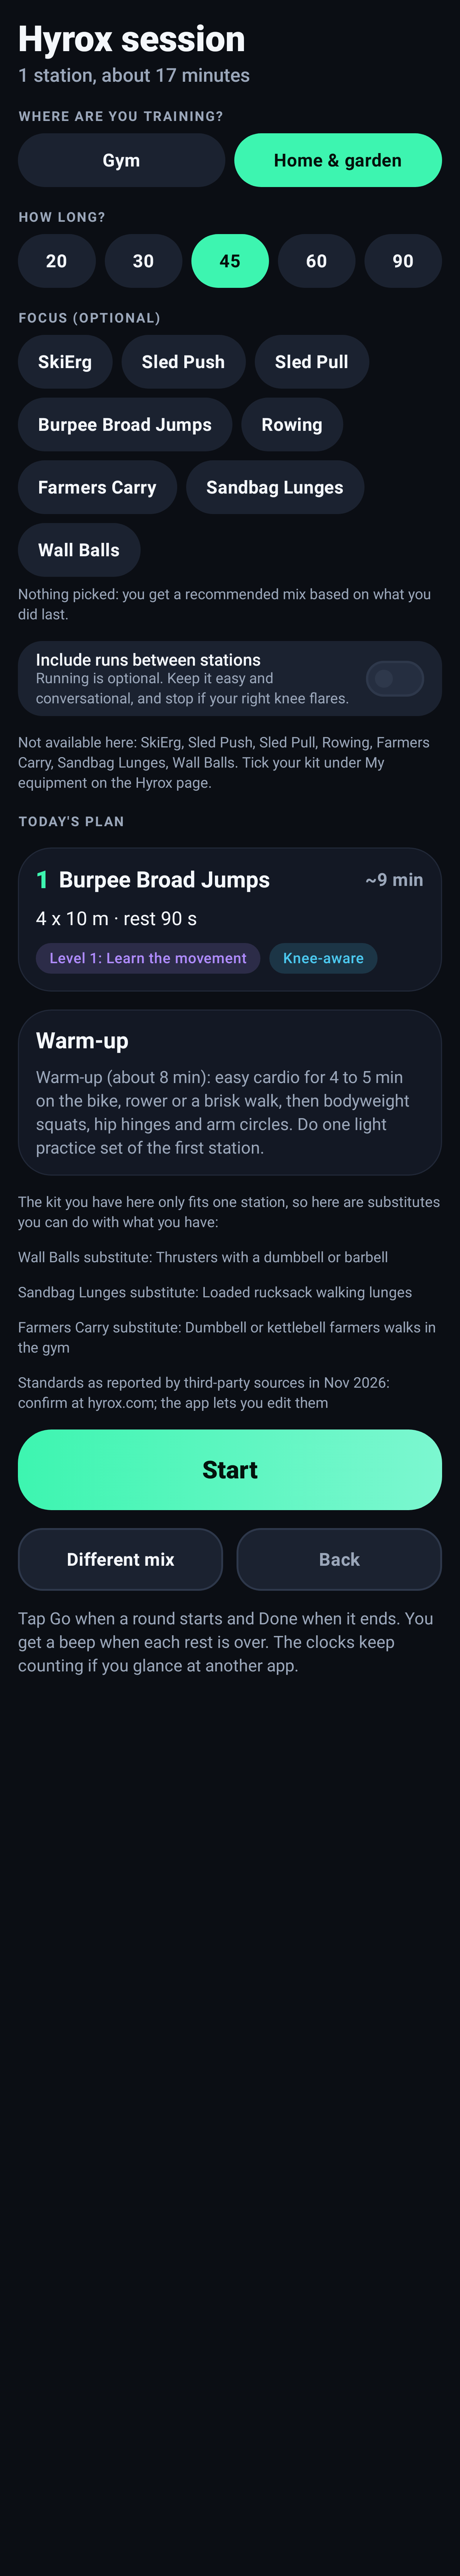 Hyrox session
1 station, about 17 minutes
WHERE ARE YOU TRAINING?
Gym
Home & garden
HOW LONG?
20
30
45
60
90
FOCUS (OPTIONAL)
SkiErg
Sled Push
Sled Pull
Burpee Broad Jumps
Rowing
Farmers Carry
Sandbag Lunges
Wall Balls
Nothing picked: you get a recommended mix based on what you
did last.
Include runs between stations
Running is optional. Keep it easy and
conversational, and stop if your right knee flares.
Not available here: SkiErg, Sled Push, Sled Pull, Rowing, Farmers
Carry, Sandbag Lunges, Wall Balls. Tick your kit under My
equipment on the Hyrox page.
TODAY'S PLAN
1 Burpee Broad Jumps
~9 min
4 x 10 m · rest 90 s
Level 1: Learn the movement
Knee-aware
Warm-up
Warm-up (about 8 min): easy cardio for 4 to 5 min
on the bike, rower or a brisk walk, then bodyweight
squats, hip hinges and arm circles. Do one light
practice set of the first station.
The kit you have here only fits one station, so here are substitutes
you can do with what you have:
Wall Balls substitute: Thrusters with a dumbbell or barbell
Sandbag Lunges substitute: Loaded rucksack walking lunges
Farmers Carry substitute: Dumbbell or kettlebell farmers walks in
the gym
Standards as reported by third-party sources in Nov 2026:
confirm at hyrox.com; the app lets you edit them
Start
Different mix
Back
Tap Go when a round starts and Done when it ends. You
get a beep when each rest is over. The clocks keep
counting if you glance at another app.